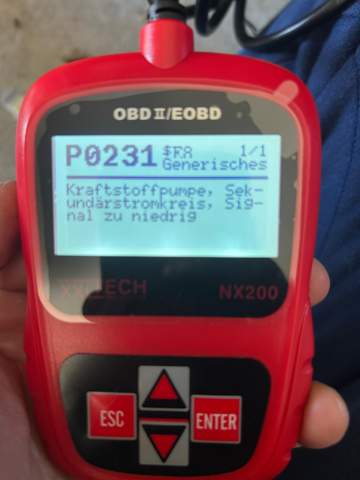 OBD II/EOBD
P0231 $FA 1/1
Generisches
Kraftstoffpumpe, Sek-
undärstromkreis, Sig-
nal zu niedrig
NX200
ESC
ENTER